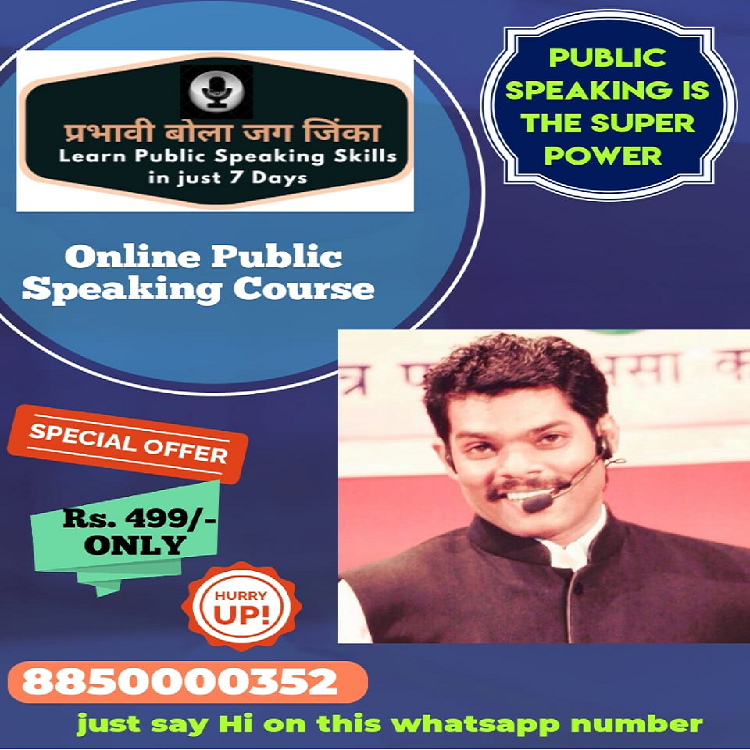 प्रभावी बोला जग जिंका
Learn Public Speaking Skills
in just 7 Days
PUBLIC
SPEAKING IS
THE SUPER
POWER
Online Public
Speaking Course
SPECIAL OFFER
Rs. 499/-
ONLY
HURRY
UP!
8850000352
just say Hi on this whatsapp number